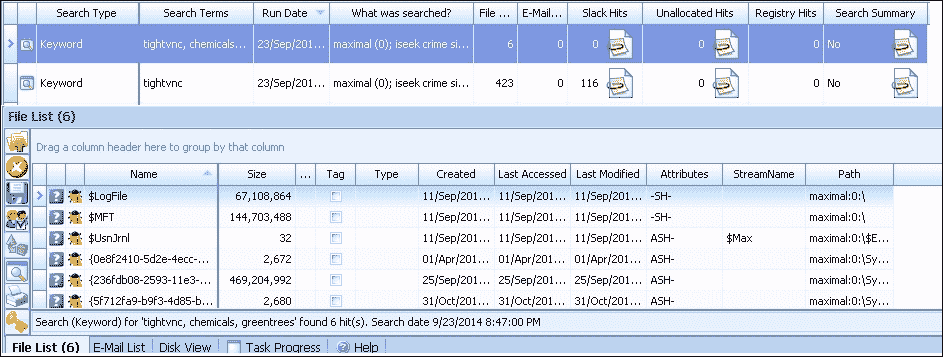 Search Type Search Terms Run Date What was searched? File ... E-Mail... Slack Hits Unallocated Hits Registry Hits Search Summary
Keyword tightvnc, chemicals... 23/Sep/201... maximal (0); iseek crime si... 6 0 0 0 0 No
Keyword tightvnc 23/Sep/201... maximal (0); iseek crime si... 423 0 116 0 0 No
File List (6)
Drag a column header here to group by that column
Name Size ... Tag Type Created Last Accessed Last Modified Attributes StreamName Path
$LogFile 67,108,864 11/Sep/201... 11/Sep/201... 11/Sep/201... -SH- maximal:0:\
$MFT 144,703,488 11/Sep/201... 11/Sep/201... 11/Sep/201... -SH- maximal:0:\
$UsnJrnl 32 11/Sep/201... 11/Sep/201... 11/Sep/201... ASH- $Max maximal:0:\$E...
{0e8f2410-5d2e-4ecc-... 2,672 01/Apr/201... 01/Apr/201... 01/Apr/201... ASH- maximal:0:\Sy...
{236fdb08-2593-11e3-... 469,204,992 25/Sep/201... 25/Sep/201... 25/Sep/201... ASH- maximal:0:\Sy...
{5f712fa9-b9f3-4d85-b... 2,680 31/Oct/201... 31/Oct/201... 31/Oct/201... ASH- maximal:0:\Sy...
Search (Keyword) for 'tightvnc, chemicals, greentrees' found 6 hit(s). Search date 9/23/2014 8:47:00 PM
File List (6) E-Mail List Disk View Task Progress Help